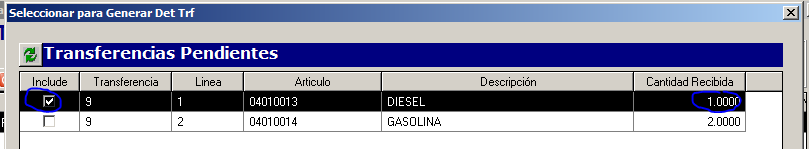 Seleccionar para Generar Det Trf
Transferencias Pendientes
Include Transferencia Linea Articulo Descripción Cantidad Recibida
9 1 04010013 DIESEL 1.0000
9 2 04010014 GASOLINA 2.0000